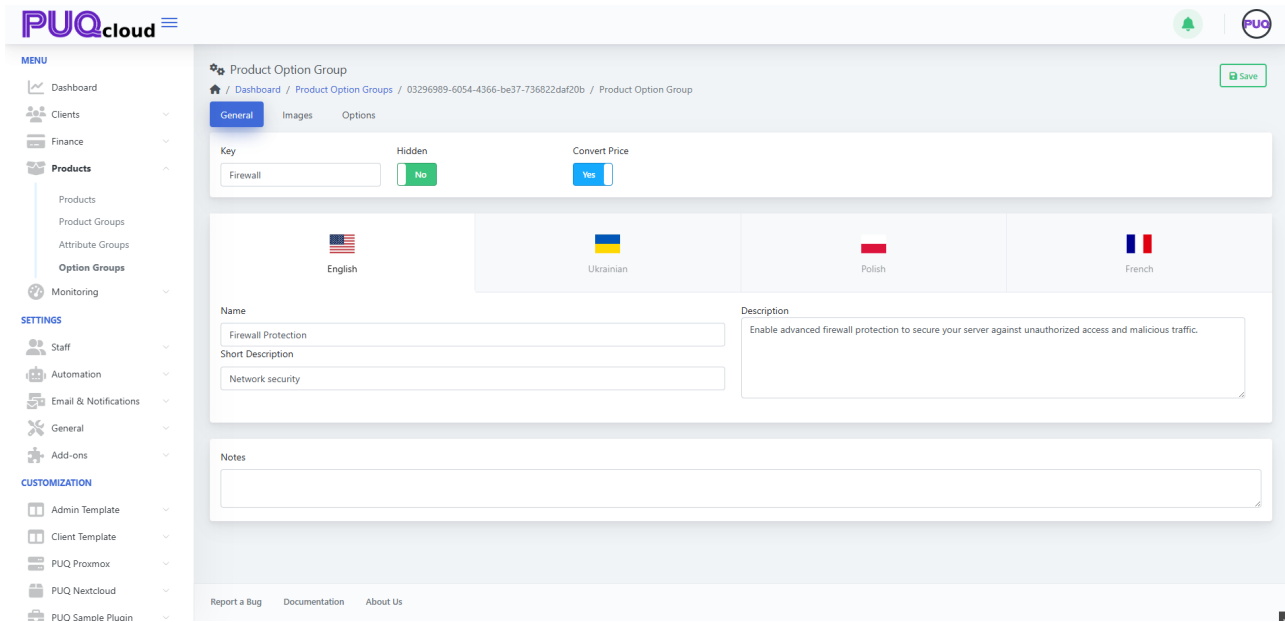 PUQcloud
PUQ
MENU
Dashboard
Clients
Finance
Products
Products
Product Groups
Attribute Groups
Option Groups
Monitoring
SETTINGS
Staff
Automation
Email & Notifications
General
Add-ons
CUSTOMIZATION
Admin Template
Client Template
PUQ Proxmox
PUQ Nextcloud
PUQ Sample Plugin
Product Option Group
/ Dashboard / Product Option Groups / 03296989-6054-4366-be37-736822daf20b / Product Option Group
Save
General Images Options
Key Hidden Convert Price
Firewall No Yes
English Ukrainian Polish French
Name
Firewall Protection
Short Description
Network security
Description
Enable advanced firewall protection to secure your server against unauthorized access and malicious traffic.
Notes
Report a Bug Documentation About Us